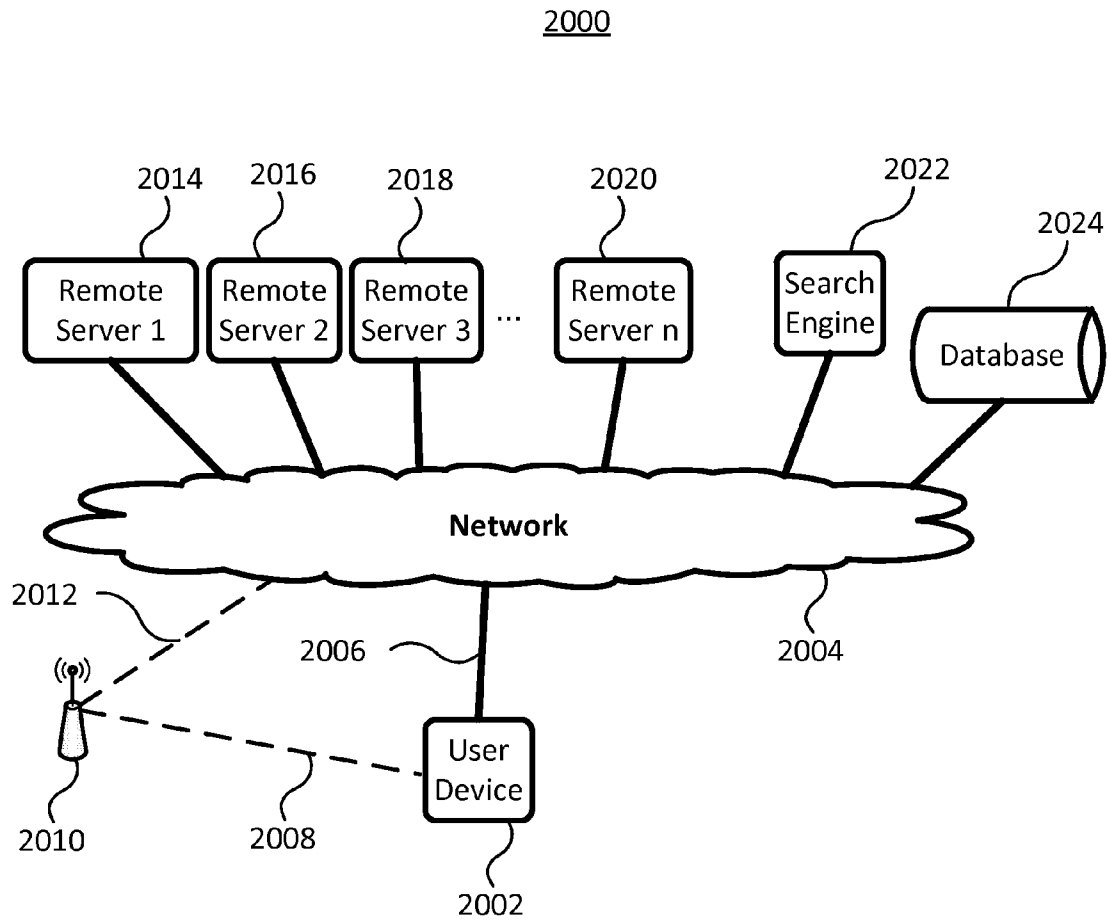 2000
2014
2016
2018
2020
2022
2024
Remote
Server 1
Remote
Server 2
Remote
Server 3
...
Remote
Server n
Search
Engine
Database
Network
2012
2006
2004
User
Device
2010
2008
2002